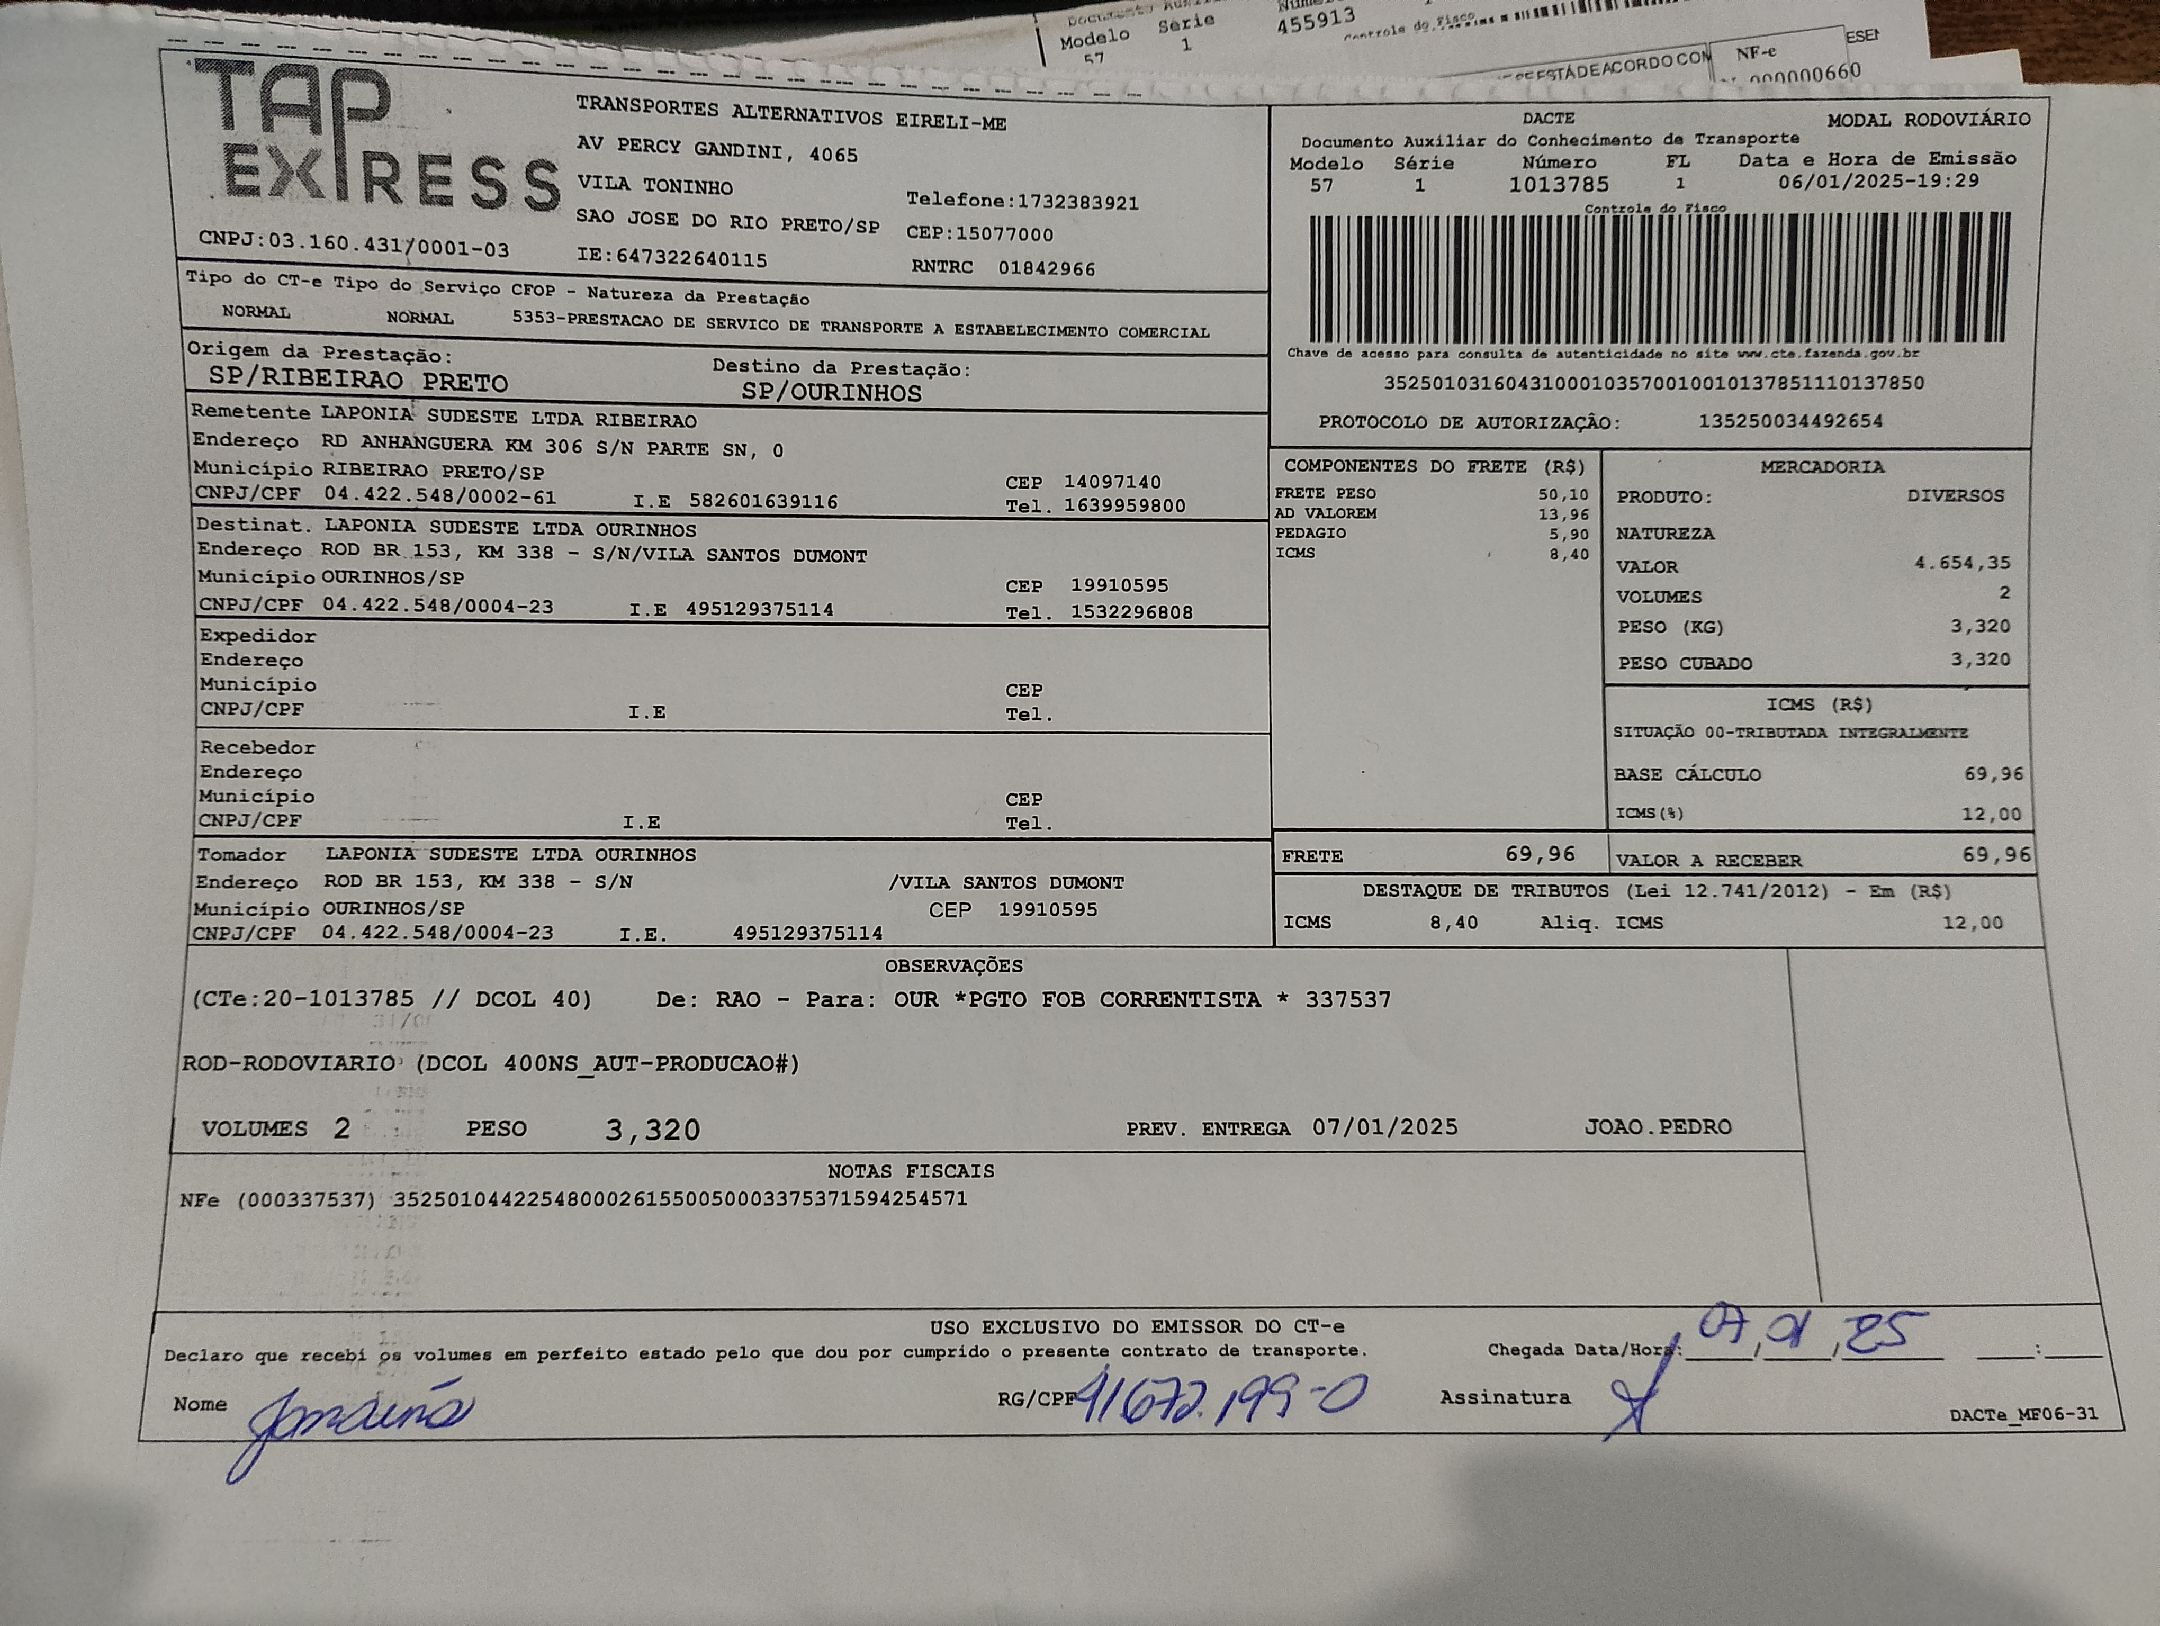 Modelo Série
57 1 455913
Controle do Fisco
ESTÁ DE ACORDO COM NF-e
000000660
TAP EXPRESS
TRANSPORTES ALTERNATIVOS EIRELI-ME
AV PERCY GANDINI, 4065
VILA TONINHO
Telefone:1732383921
SAO JOSE DO RIO PRETO/SP CEP:15077000
CNPJ:03.160.431/0001-03 IE:647322640115 RNTRC 01842966
DACTE MODAL RODOVIÁRIO
Documento Auxiliar do Conhecimento de Transporte
Modelo Série Número FL Data e Hora de Emissão
57 1 1013785 1 06/01/2025-19:29
Controle do Fisco
Chave de acesso para consulta de autenticidade no site www.cte.fazenda.gov.br
35250103160431000103570010010137851110137850
PROTOCOLO DE AUTORIZAÇÂO: 135250034492654
Tipo do CT-e Tipo do Serviço CFOP - Natureza da Prestação
NORMAL NORMAL 5353-PRESTACAO DE SERVICO DE TRANSPORTE A ESTABELECIMENTO COMERCIAL
Origem da Prestação: Destino da Prestação:
SP/RIBEIRAO PRETO SP/OURINHOS
Remetente LAPONIA SUDESTE LTDA RIBEIRAO
Endereço RD ANHANGUERA KM 306 S/N PARTE SN, 0
Município RIBEIRAO PRETO/SP CEP 14097140
CNPJ/CPF 04.422.548/0002-61 I.E 582601639116 Tel. 1639959800
Destinat. LAPONIA SUDESTE LTDA OURINHOS
Endereço ROD BR 153, KM 338 - S/N/VILA SANTOS DUMONT
Município OURINHOS/SP CEP 19910595
CNPJ/CPF 04.422.548/0004-23 I.E 495129375114 Tel. 1532296808
Expedidor
Endereço
Município CEP
CNPJ/CPF I.E Tel.
Recebedor
Endereço
Município CEP
CNPJ/CPF I.E Tel.
Tomador LAPONIA SUDESTE LTDA OURINHOS
Endereço ROD BR 153, KM 338 - S/N /VILA SANTOS DUMONT
Município OURINHOS/SP CEP 19910595
CNPJ/CPF 04.422.548/0004-23 I.E. 495129375114
COMPONENTES DO FRETE (R$)
FRETE PESO 50,10
AD VALOREM 13,96
PEDAGIO 5,90
ICMS 8,40
MERCADORIA
PRODUTO: DIVERSOS
NATUREZA
VALOR 4.654,35
VOLUMES 2
PESO (KG) 3,320
PESO CUBADO 3,320
ICMS (R$)
SITUAÇÃO 00-TRIBUTADA INTEGRALMENTE
BASE CÁLCULO 69,96
ICMS(%) 12,00
FRETE 69,96 VALOR A RECEBER 69,96
DESTAQUE DE TRIBUTOS (Lei 12.741/2012) - Em (R$)
ICMS 8,40 Aliq. ICMS 12,00
OBSERVAÇÕES
(CTe:20-1013785 // DCOL 40) De: RAO - Para: OUR *PGTO FOB CORRENTISTA * 337537
ROD-RODOVIARIO (DCOL 400NS_AUT-PRODUCAO#)
VOLUMES 2 PESO 3,320 PREV. ENTREGA 07/01/2025 JOAO.PEDRO
NOTAS FISCAIS
NFe (000337537) 35250104422548000261550050003375371594254571
USO EXCLUSIVO DO EMISSOR DO CT-e
Declaro que recebi os volumes em perfeito estado pelo que dou por cumprido o presente contrato de transporte. Chegada Data/Hora: 07/01/25 :
Nome Janaina RG/CPF 41672.199-0 Assinatura
DACTe_MF06-31